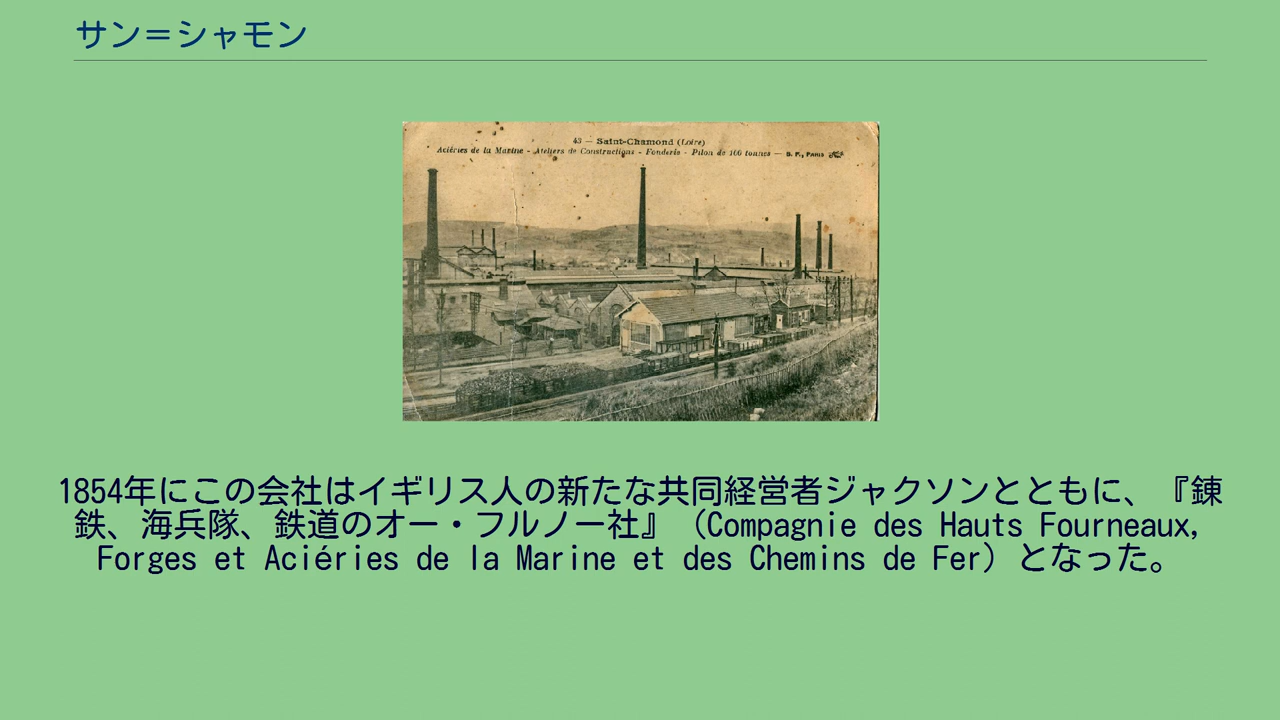 サン＝シャモン
43 — Saint-Chamond (Loire)
Aciéries de la Marine - Ateliers de Constructions - Fonderie - Pilon de 100 tonnes — B. F., PARIS
1854年にこの会社はイギリス人の新たな共同経営者ジャクソンとともに、『錬
鉄、海兵隊、鉄道のオー・フルノー社』（Compagnie des Hauts Fourneaux,
Forges et Aciéries de la Marine et des Chemins de Fer）となった。